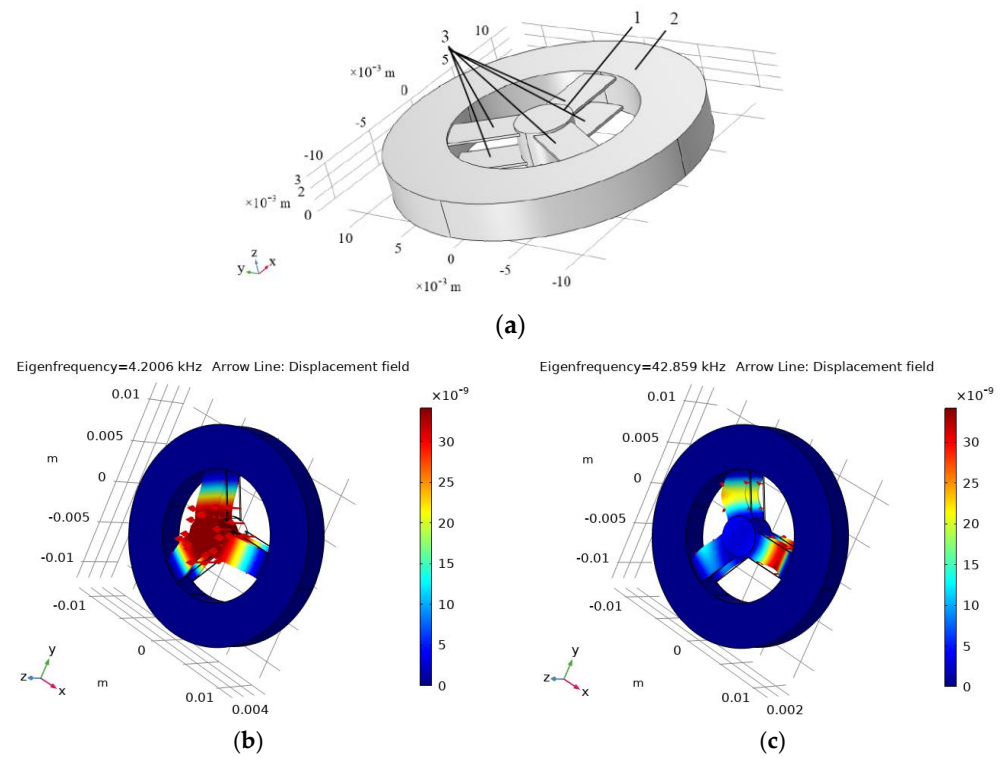 1 2
3 10
5
×10⁻³ m
0
-5
-10
3
2
×10⁻³ m
0
10
5
0
-5
-10
×10⁻³ m
z
y x
(a)
Eigenfrequency=4.2006 kHz Arrow Line: Displacement field
×10⁻⁹
0.01
0.005
m
0
-0.005
-0.01
-0.01
0
m
0.01
0.004
30
25
20
15
10
5
0
y
z x
(b)
Eigenfrequency=42.859 kHz Arrow Line: Displacement field
×10⁻⁹
0.01
0.005
m
0
-0.005
-0.01
-0.01
0
m
0.01
0.002
30
25
20
15
10
5
0
y
z x
(c)